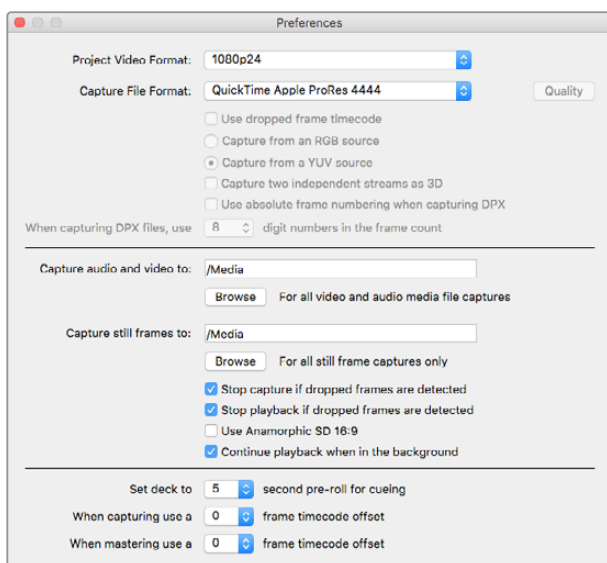 Preferences
Project Video Format: 1080p24
Capture File Format: QuickTime Apple ProRes 4444 Quality
Use dropped frame timecode
Capture from an RGB source
Capture from a YUV source
Capture two independent streams as 3D
Use absolute frame numbering when capturing DPX
When capturing DPX files, use 8 digit numbers in the frame count
Capture audio and video to: /Media
Browse For all video and audio media file captures
Capture still frames to: /Media
Browse For all still frame captures only
Stop capture if dropped frames are detected
Stop playback if dropped frames are detected
Use Anamorphic SD 16:9
Continue playback when in the background
Set deck to 5 second pre-roll for cueing
When capturing use a 0 frame timecode offset
When mastering use a 0 frame timecode offset